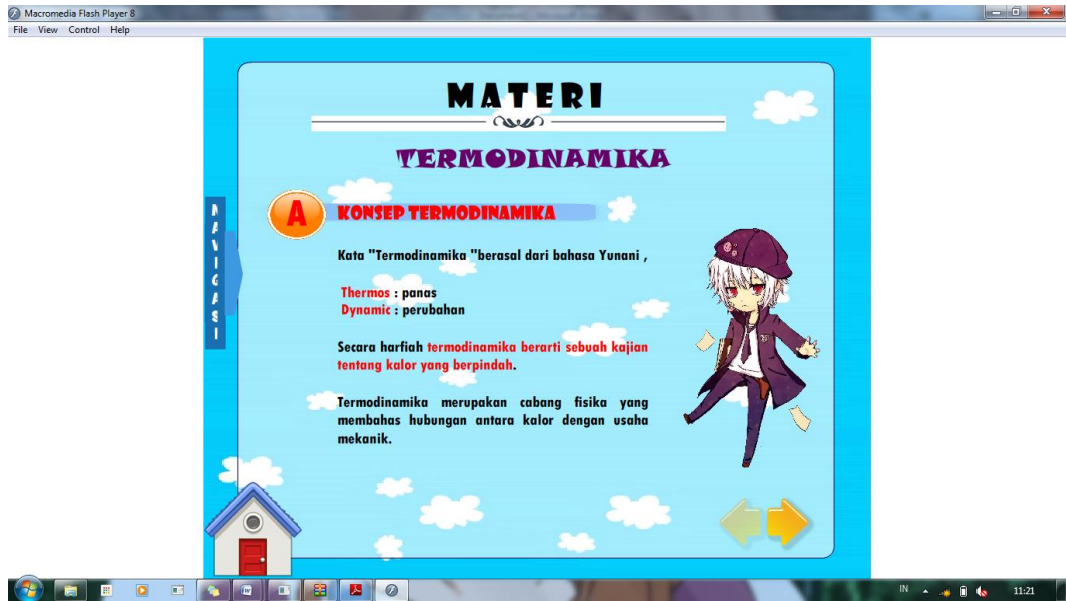 Macromedia Flash Player 8
File View Control Help
MATERI
TERMODINAMIKA
NAVIGASI
A
KONSEP TERMODINAMIKA
Kata "Termodinamika "berasal dari bahasa Yunani ,
Thermos : panas
Dynamic : perubahan
Secara harfiah termodinamika berarti sebuah kajian
tentang kalor yang berpindah.
Termodinamika merupakan cabang fisika yang
membahas hubungan antara kalor dengan usaha
mekanik.
IN
11:21